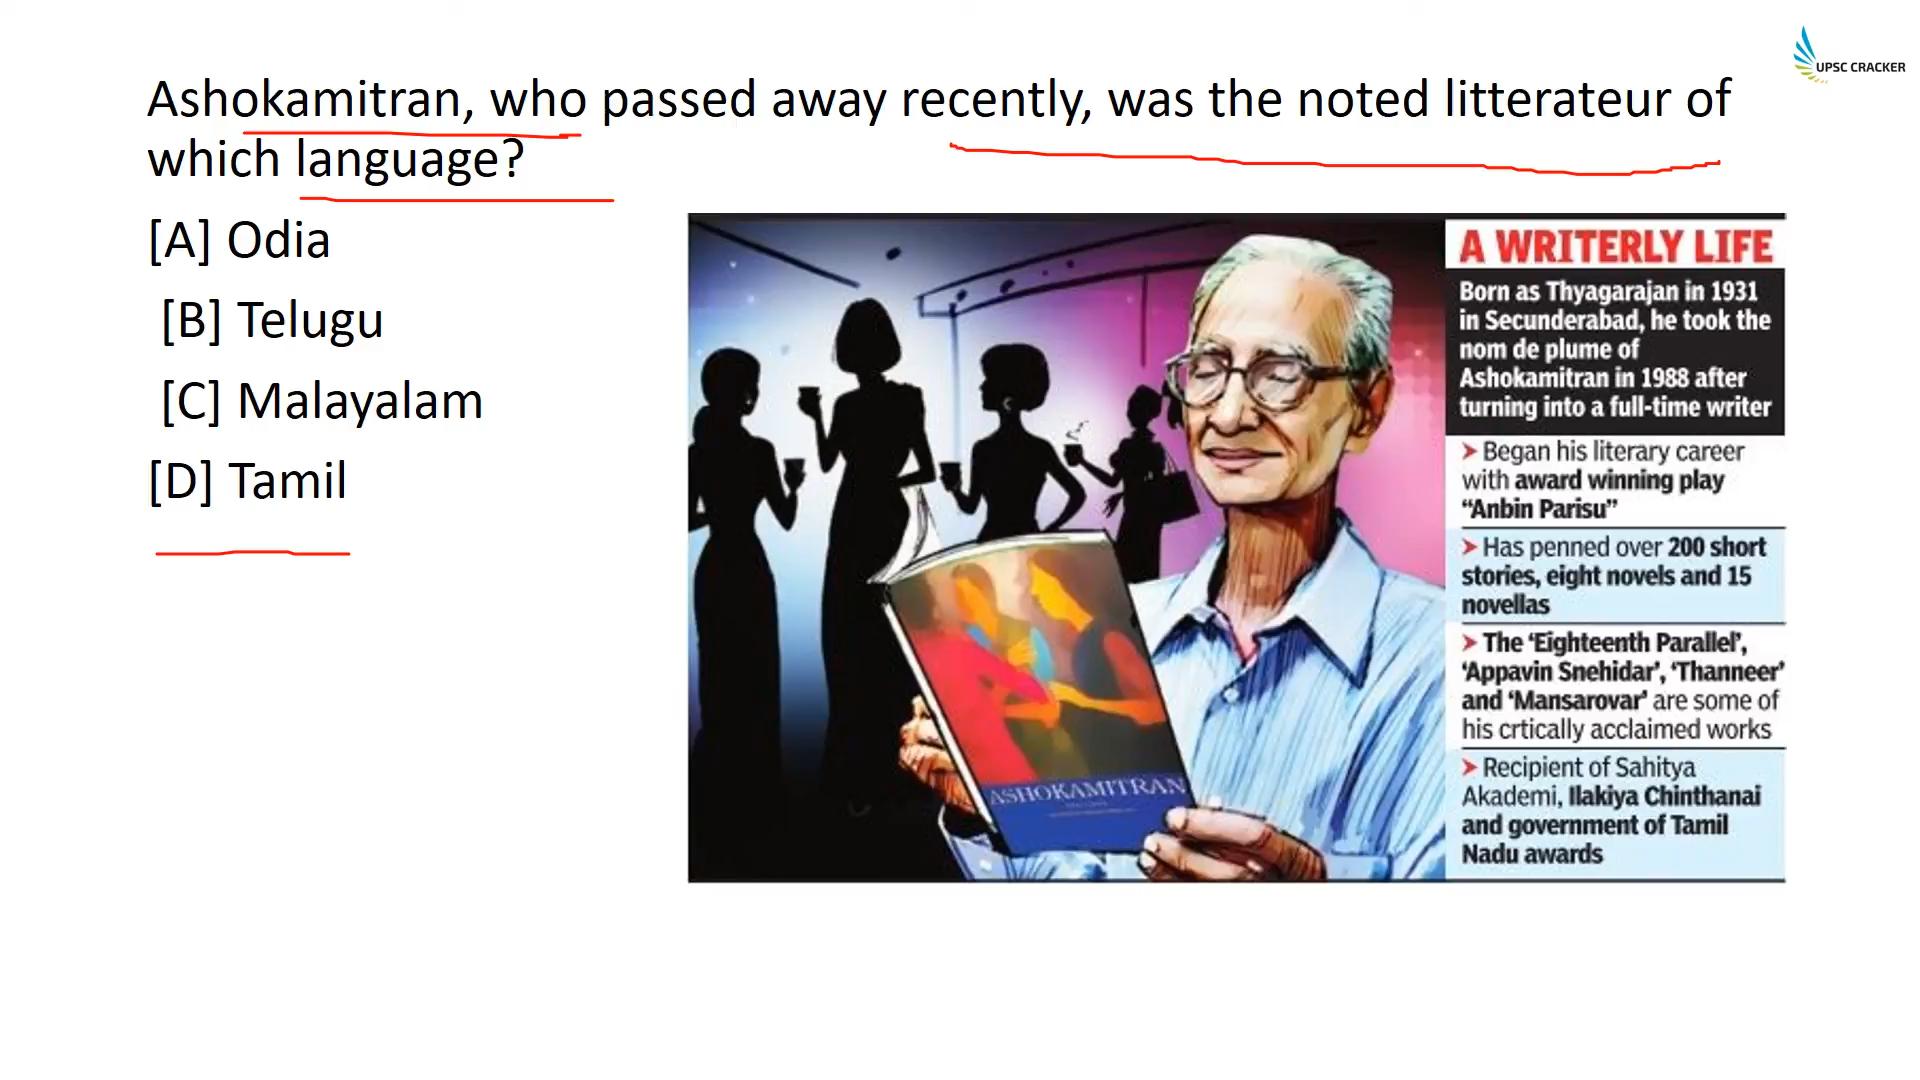 UPSC CRACKER
Ashokamitran, who passed away recently, was the noted litterateur of
which language?
[A] Odia
[B] Telugu
[C] Malayalam
[D] Tamil
A WRITERLY LIFE
Born as Thyagarajan in 1931
in Secunderabad, he took the
nom de plume of
Ashokamitran in 1988 after
turning into a full-time writer
➤ Began his literary career
with award winning play
“Anbin Parisu”
➤ Has penned over 200 short
stories, eight novels and 15
novellas
➤ The ‘Eighteenth Parallel’,
‘Appavin Snehidar’, ‘Thanneer’
and ‘Mansarovar’ are some of
his crtically acclaimed works
➤ Recipient of Sahitya
Akademi, Ilakiya Chinthanai
and government of Tamil
Nadu awards
ASHOKAMITRAN